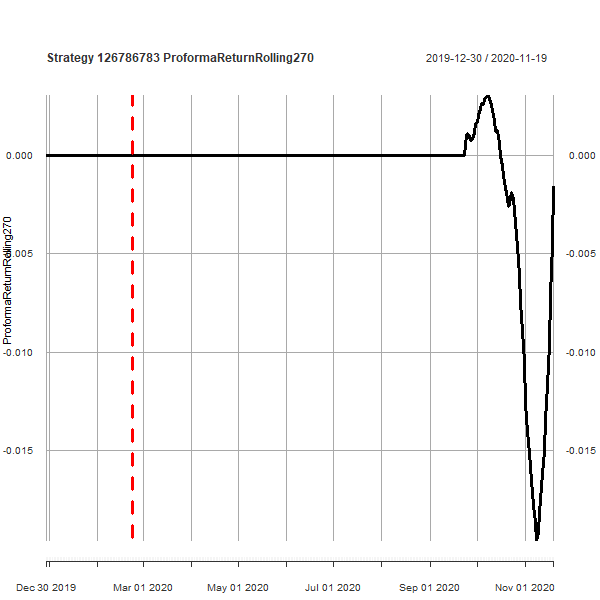 Strategy 126786783 ProformaReturnRolling270
2019-12-30 / 2020-11-19
0.000
0.000
-0.005
-0.005
-0.010
-0.010
-0.015
-0.015
ProformaReturnRolling270
Dec 30 2019
Mar 01 2020
May 01 2020
Jul 01 2020
Sep 01 2020
Nov 01 2020